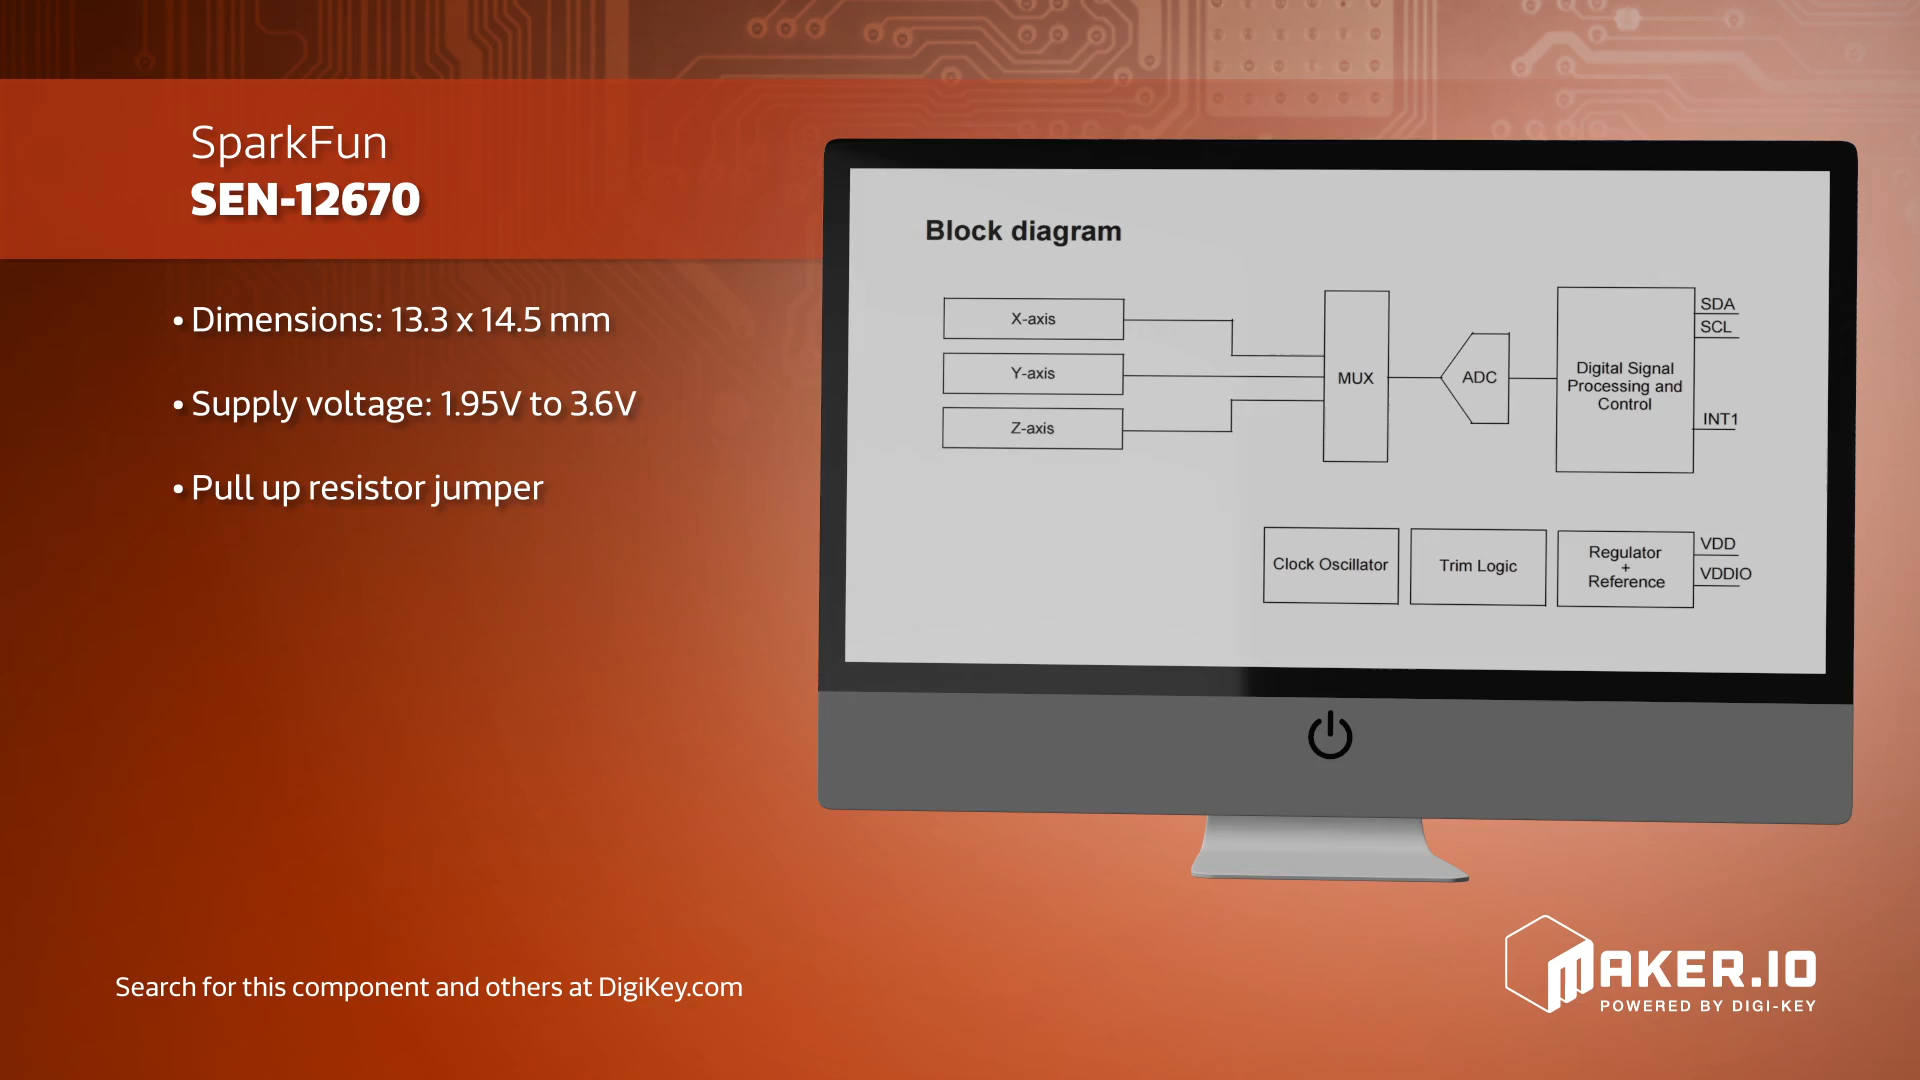 SparkFun
SEN-12670
• Dimensions: 13.3 x 14.5 mm
• Supply voltage: 1.95V to 3.6V
• Pull up resistor jumper
Block diagram
X-axis
Y-axis
Z-axis
MUX
ADC
Digital Signal
Processing and
Control
SDA
SCL
INT1
Clock Oscillator
Trim Logic
Regulator
+
Reference
VDD
VDDIO
Search for this component and others at DigiKey.com
MAKER.IO
POWERED BY DIGI-KEY